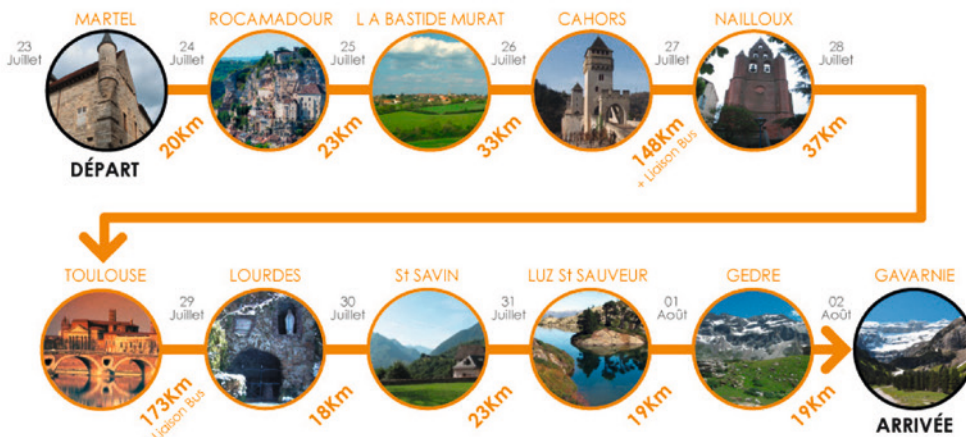 MARTEL
ROCAMADOUR
L A BASTIDE MURAT
CAHORS
NAILLOUX
23
Juillet
24
Juillet
25
Juillet
26
Juillet
27
Juillet
28
Juillet
20Km
23Km
33Km
148Km
+ Liaison Bus
37Km
DÉPART
TOULOUSE
LOURDES
St SAVIN
LUZ St SAUVEUR
GEDRE
GAVARNIE
29
Juillet
30
Juillet
31
Juillet
01
Août
02
Août
173Km
Liaison Bus
18Km
23Km
19Km
19Km
ARRIVÉE